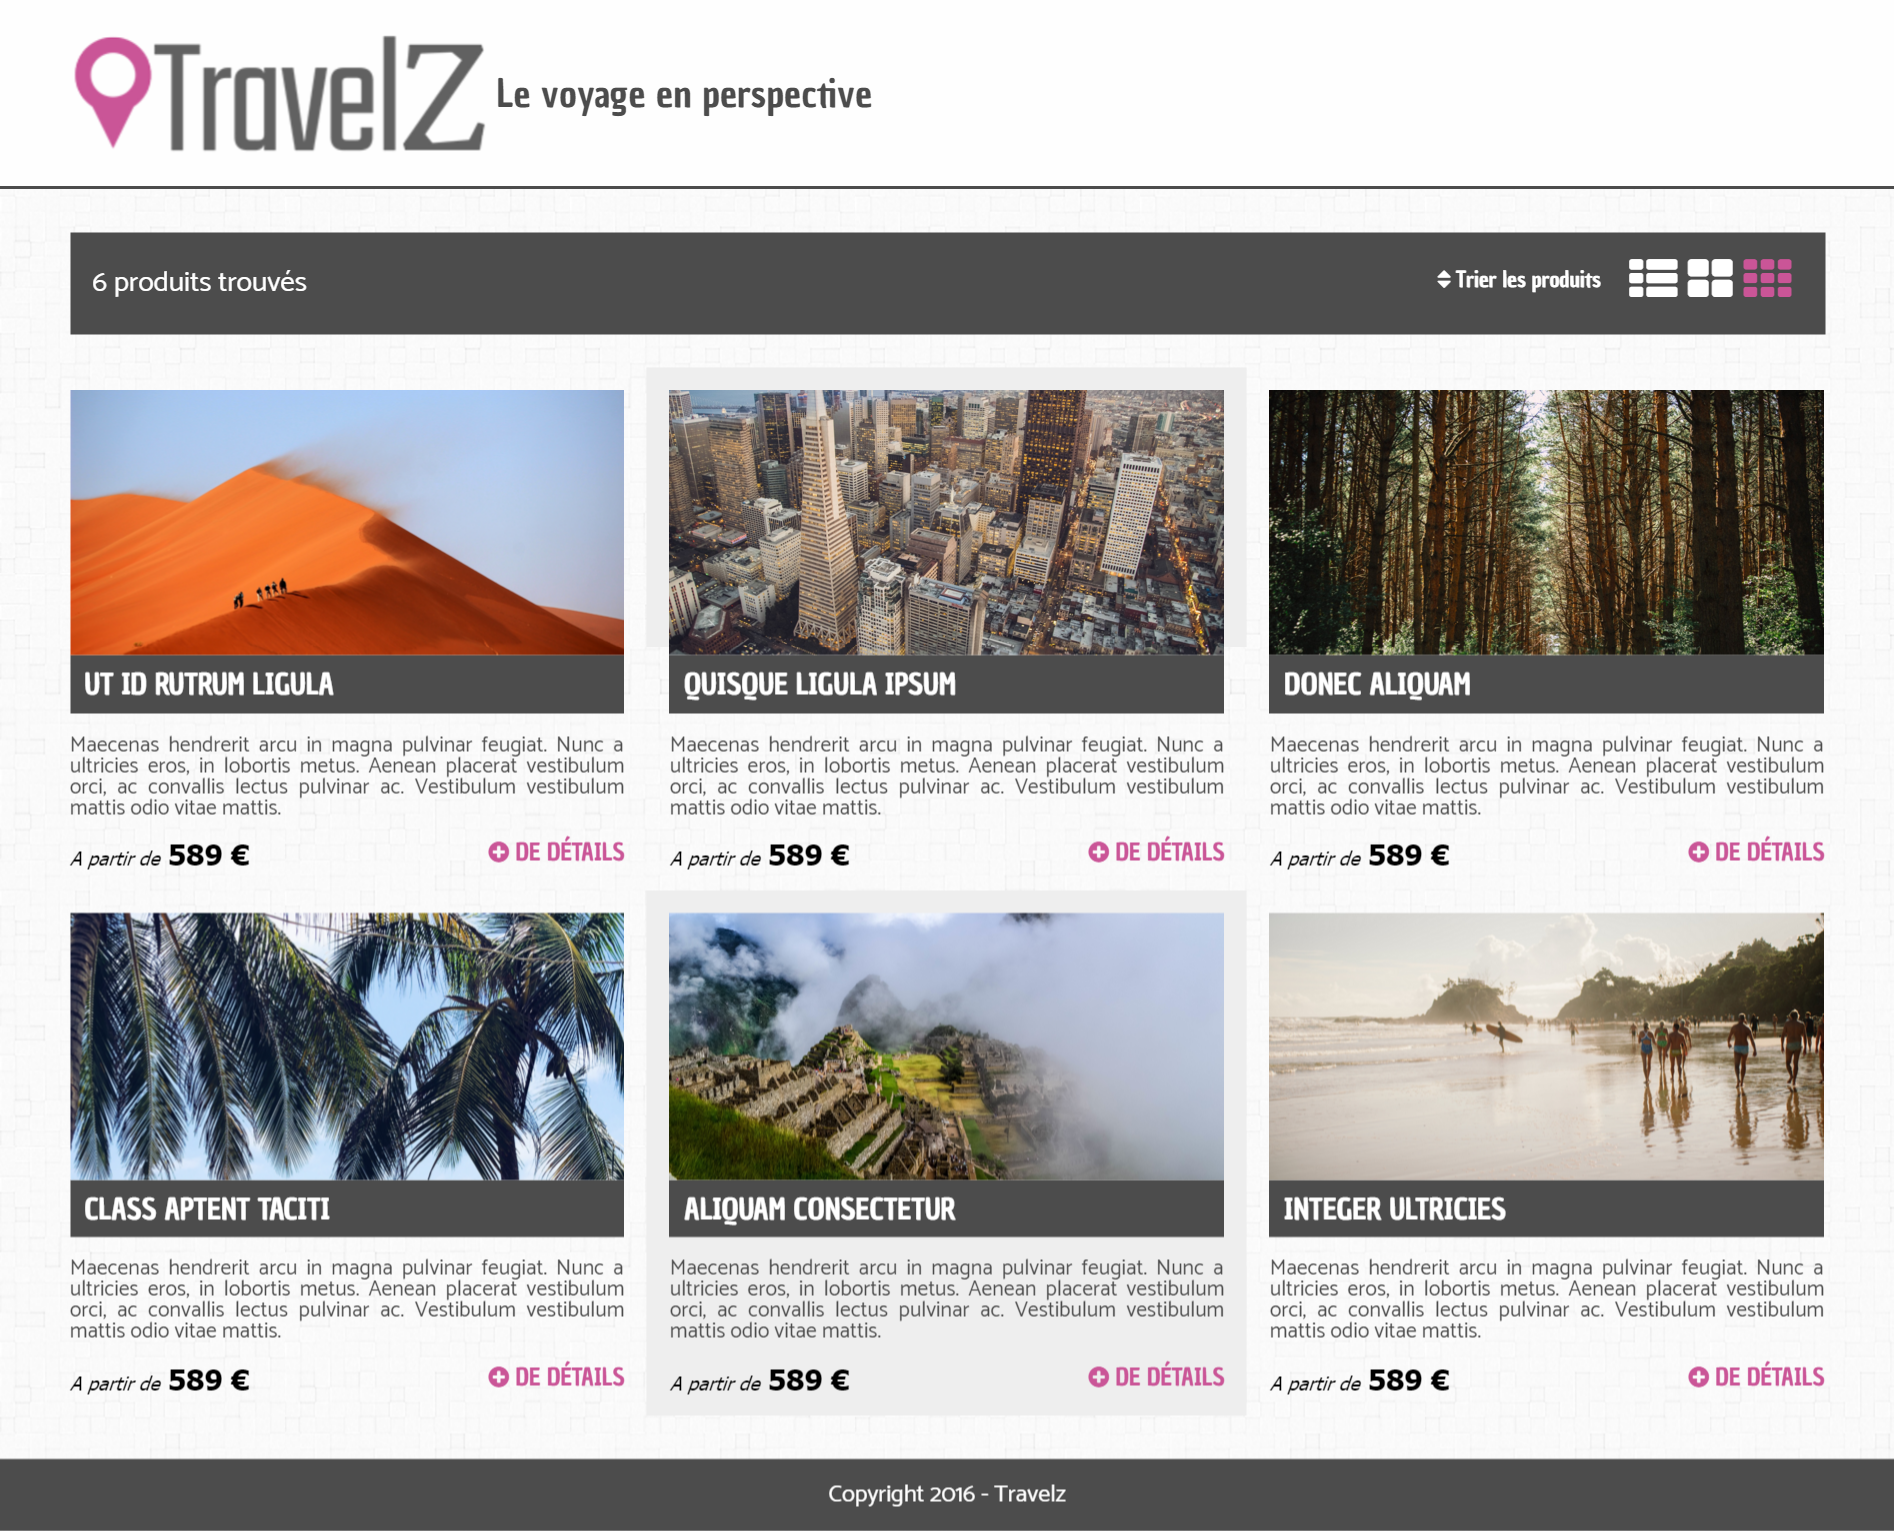 TravelZ Le voyage en perspective
6 produits trouvés
Trier les produits
UT ID RUTRUM LIGULA
Maecenas hendrerit arcu in magna pulvinar feugiat. Nunc a
ultricies eros, in lobortis metus. Aenean placerat vestibulum
orci, ac convallis lectus pulvinar ac. Vestibulum vestibulum
mattis odio vitae mattis.
A partir de 589 €
DE DÉTAILS
QUISQUE LIGULA IPSUM
Maecenas hendrerit arcu in magna pulvinar feugiat. Nunc a
ultricies eros, in lobortis metus. Aenean placerat vestibulum
orci, ac convallis lectus pulvinar ac. Vestibulum vestibulum
mattis odio vitae mattis.
A partir de 589 €
DE DÉTAILS
DONEC ALIQUAM
Maecenas hendrerit arcu in magna pulvinar feugiat. Nunc a
ultricies eros, in lobortis metus. Aenean placerat vestibulum
orci, ac convallis lectus pulvinar ac. Vestibulum vestibulum
mattis odio vitae mattis.
A partir de 589 €
DE DÉTAILS
CLASS APTENT TACITI
Maecenas hendrerit arcu in magna pulvinar feugiat. Nunc a
ultricies eros, in lobortis metus. Aenean placerat vestibulum
orci, ac convallis lectus pulvinar ac. Vestibulum vestibulum
mattis odio vitae mattis.
A partir de 589 €
DE DÉTAILS
ALIQUAM CONSECTETUR
Maecenas hendrerit arcu in magna pulvinar feugiat. Nunc a
ultricies eros, in lobortis metus. Aenean placerat vestibulum
orci, ac convallis lectus pulvinar ac. Vestibulum vestibulum
mattis odio vitae mattis.
A partir de 589 €
DE DÉTAILS
INTEGER ULTRICIES
Maecenas hendrerit arcu in magna pulvinar feugiat. Nunc a
ultricies eros, in lobortis metus. Aenean placerat vestibulum
orci, ac convallis lectus pulvinar ac. Vestibulum vestibulum
mattis odio vitae mattis.
A partir de 589 €
DE DÉTAILS
Copyright 2016 - Travelz